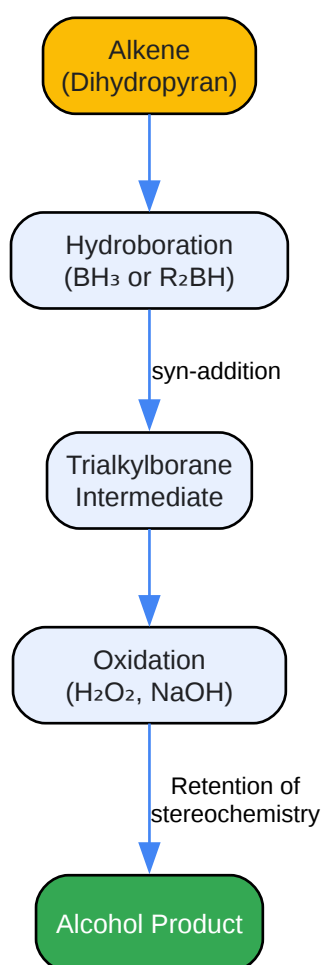 Alkene
(Dihydropyran)
Hydroboration
(BH₃ or R₂BH)
syn-addition
Trialkylborane
Intermediate
Oxidation
(H₂O₂, NaOH)
Retention of
stereochemistry
Alcohol Product